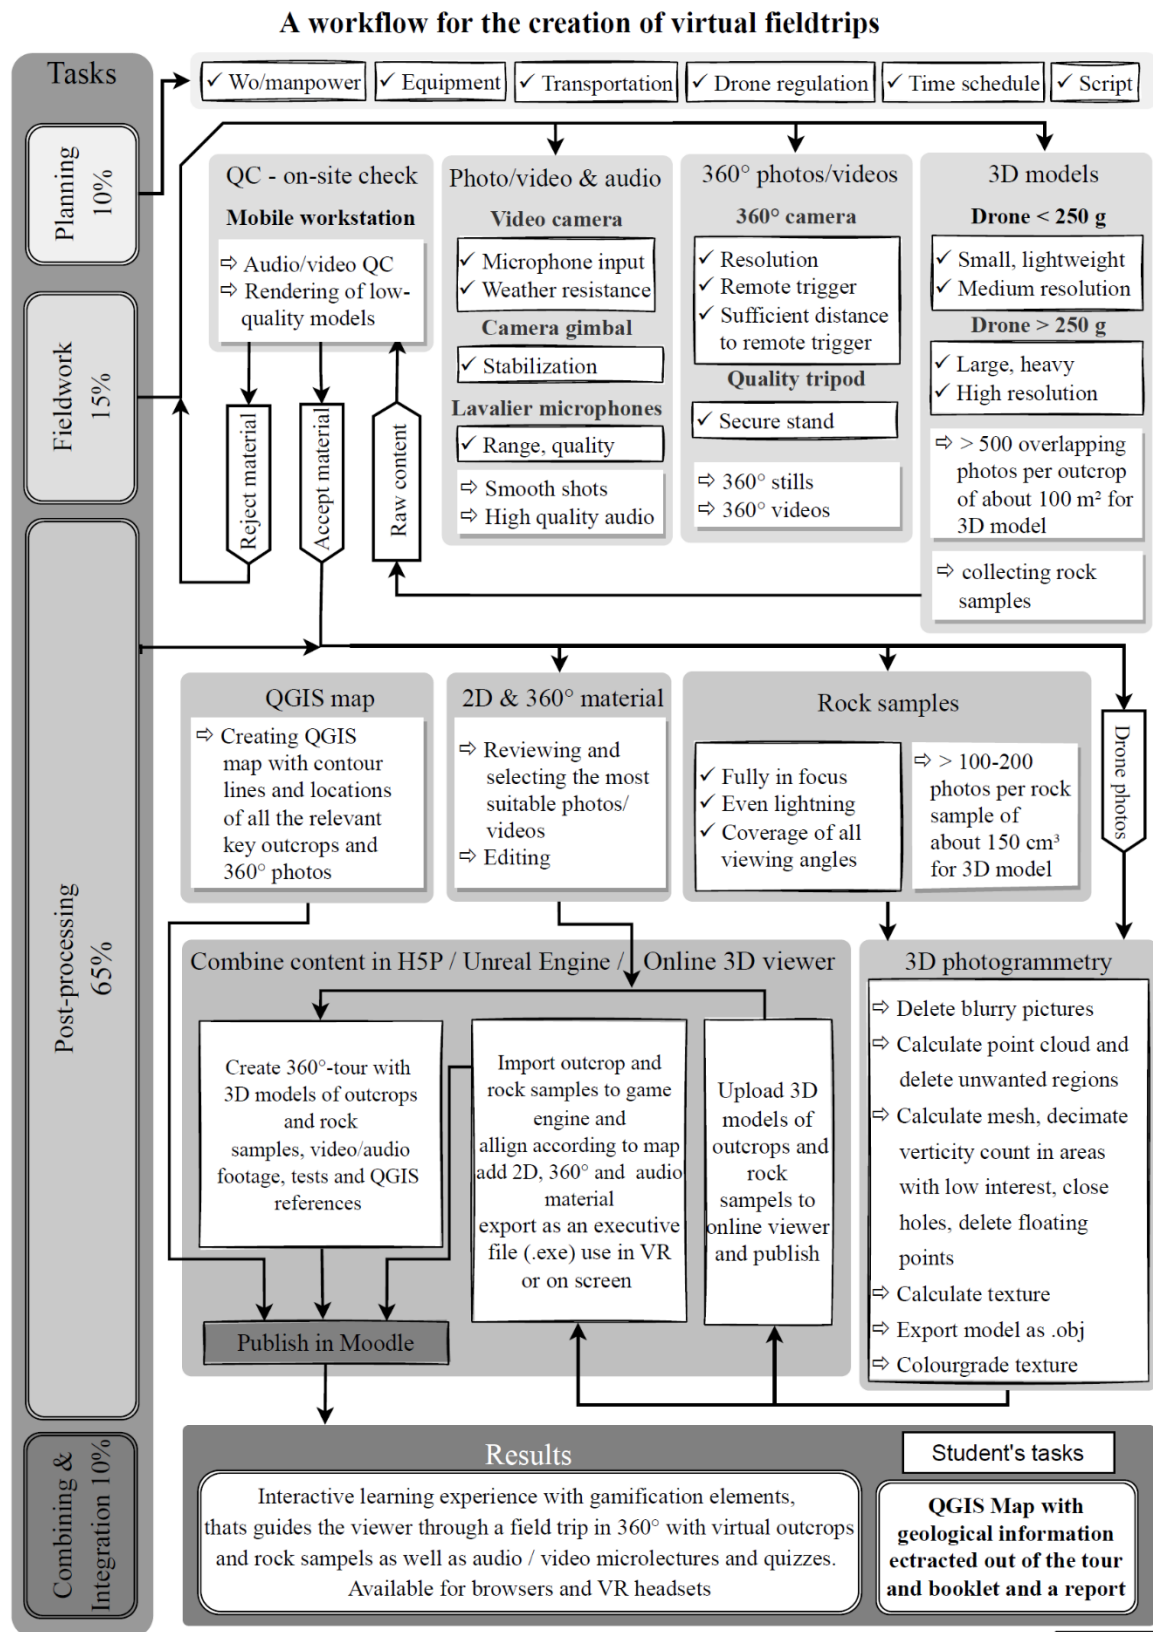 A workflow for the creation of virtual fieldtrips
Tasks
Planning
10%
Fieldwork
15%
Post-processing
65%
Combining &
Integration 10%
✓ Wo/manpower
✓ Equipment
✓ Transportation
✓ Drone regulation
✓ Time schedule
✓ Script
QC - on-site check
Mobile workstation
⇨ Audio/video QC
⇨ Rendering of low-
quality models
Reject material
Accept material
Raw content
Photo/video & audio
Video camera
✓ Microphone input
✓ Weather resistance
Camera gimbal
✓ Stabilization
Lavalier microphones
✓ Range, quality
⇨ Smooth shots
⇨ High quality audio
360° photos/videos
360° camera
✓ Resolution
✓ Remote trigger
✓ Sufficient distance
to remote trigger
Quality tripod
✓ Secure stand
⇨ 360° stills
⇨ 360° videos
3D models
Drone < 250 g
✓ Small, lightweight
✓ Medium resolution
Drone > 250 g
✓ Large, heavy
✓ High resolution
⇨ > 500 overlapping
photos per outcrop
of about 100 m² for
3D model
⇨ collecting rock
samples
QGIS map
⇨ Creating QGIS
map with contour
lines and locations
of all the relevant
key outcrops and
360° photos
2D & 360° material
⇨ Reviewing and
selecting the most
suitable photos/
videos
⇨ Editing
Rock samples
✓ Fully in focus
✓ Even lightning
✓ Coverage of all
viewing angles
⇨ > 100-200
photos per rock
sample of
about 150 cm³
for 3D model
Drone photos
Combine content in H5P / Unreal Engine / Online 3D viewer
Create 360°-tour with
3D models of outcrops
and rock
samples, video/audio
footage, tests and QGIS
references
Import outcrop and
rock samples to game
engine and
allign according to map
add 2D, 360° and audio
material
export as an executive
file (.exe) use in VR
or on screen
Upload 3D
models of
outcrops and
rock
sampels to
online viewer
and publish
Publish in Moodle
3D photogrammetry
⇨ Delete blurry pictures
⇨ Calculate point cloud and
delete unwanted regions
⇨ Calculate mesh, decimate
verticity count in areas
with low interest, close
holes, delete floating
points
⇨ Calculate texture
⇨ Export model as .obj
⇨ Colourgrade texture
Results
Interactive learning experience with gamification elements,
thats guides the viewer through a field trip in 360° with virtual outcrops
and rock sampels as well as audio / video microlectures and quizzes.
Available for browsers and VR headsets
Student's tasks
QGIS Map with
geological information
ectracted out of the tour
and booklet and a report